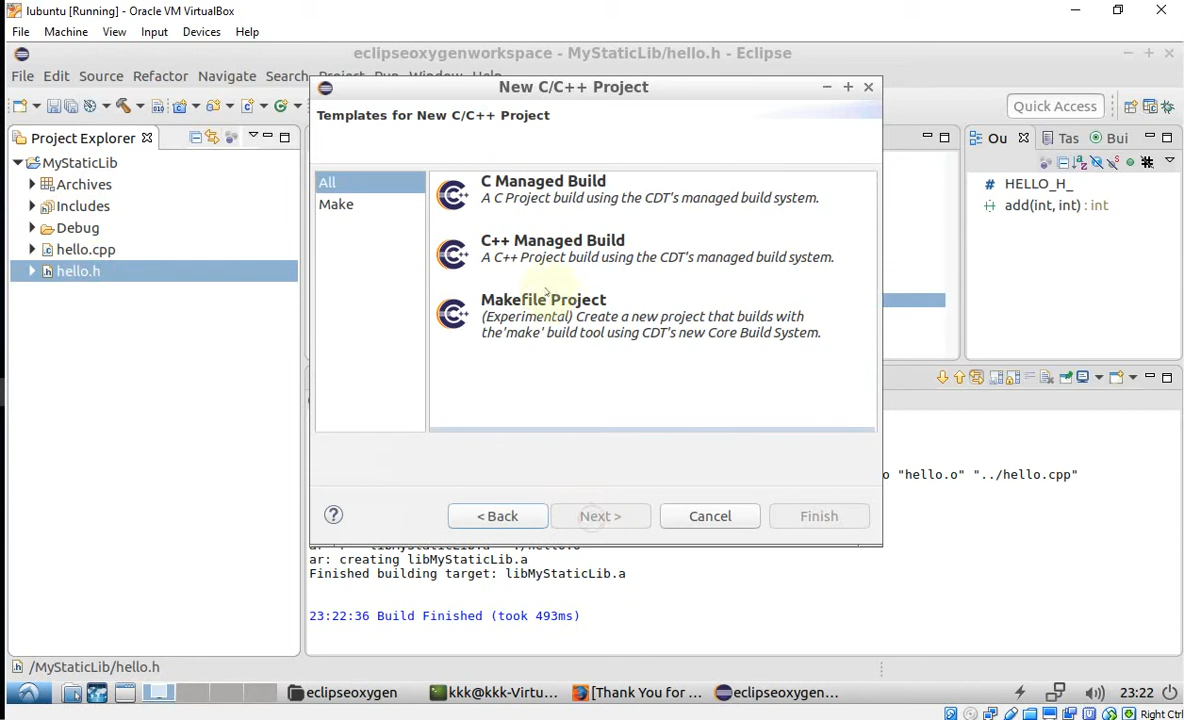 lubuntu [Running] - Oracle VM VirtualBox
File Machine View Input Devices Help
eclipseoxygenworkspace - MyStaticLib/hello.h - Eclipse
File Edit Source Refactor Navigate Search
New C/C++ Project
Quick Access
Templates for New C/C++ Project
Project Explorer
Ou
Tas
Bui
MyStaticLib
Archives
Includes
Debug
hello.cpp
hello.h
All
Make
C Managed Build
A C Project build using the CDT's managed build system.
C++ Managed Build
A C++ Project build using the CDT's managed build system.
Makefile Project
(Experimental) Create a new project that builds with
the'make' build tool using CDT's new Core Build System.
HELLO_H_
add(int, int) : int
o "hello.o" "../hello.cpp"
< Back
Next >
Cancel
Finish
ar: creating libMyStaticLib.a
Finished building target: libMyStaticLib.a
23:22:36 Build Finished (took 493ms)
/MyStaticLib/hello.h
eclipseoxygen
kkk@kkk-Virtu...
[Thank You for ...
eclipseoxygen...
23:22
Right Ctrl